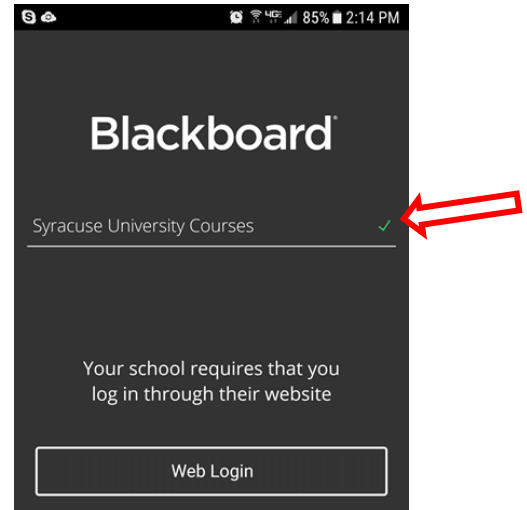 4GE 85% 2:14 PM
Blackboard
Syracuse University Courses
Your school requires that you
log in through their website
Web Login